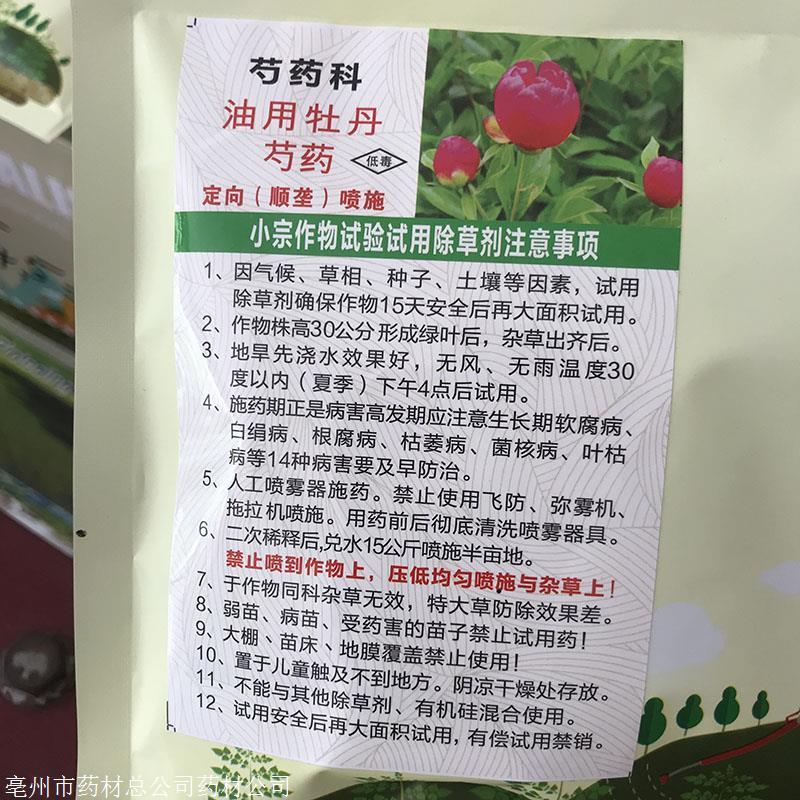 芍药科
油用牡丹
芍药
低毒
定向（顺垄）喷施
小宗作物试验试用除草剂注意事项
1、因气候、草相、种子、土壤等因素，试用
除草剂确保作物15天安全后再大面积试用。
2、作物株高30公分形成绿叶后，杂草出齐后。
3、地旱先浇水效果好，无风、无雨温度30
度以内（夏季）下午4点后试用。
4、施药期正是病害高发期应注意生长期软腐病、
白绢病、根腐病、枯萎病、菌核病、叶枯
病等14种病害要及早防治。
5、人工喷雾器施药。禁止使用飞防、弥雾机、
拖拉机喷施。用药前后彻底清洗喷雾器具。
6、二次稀释后，兑水15公斤喷施半亩地。
禁止喷到作物上，压低均匀喷施与杂草上！
7、于作物同科杂草无效，特大草防除效果差。
8、弱苗、病苗、受药害的苗子禁止试用药！
9、大棚、苗床、地膜覆盖禁止使用！
10、置于儿童触及不到地方。阴凉干燥处存放。
11、不能与其他除草剂、有机硅混合使用。
12、试用安全后再大面积试用，有偿试用禁销。
亳州市药材总公司药材公司